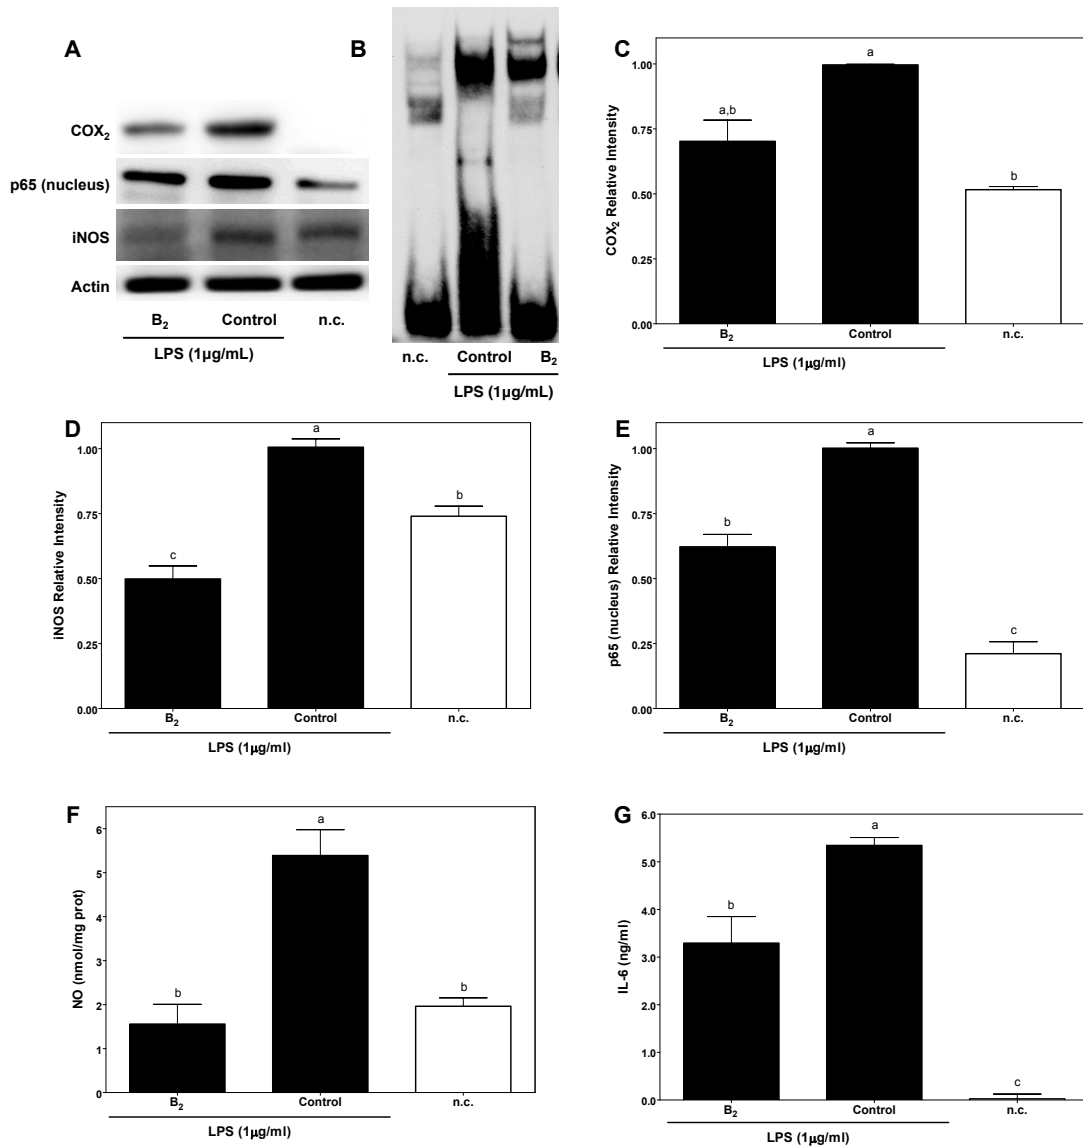 A
COX₂
p65 (nucleus)
iNOS
Actin
B₂ Control n.c.
LPS (1µg/mL)
B
n.c. Control B₂
LPS (1µg/mL)
C
COX₂ Relative Intensity
1.00
0.75
0.50
0.25
0.00
a,b
a
b
B₂ Control n.c.
LPS (1µg/ml)
D
iNOS Relative Intensity
1.00
0.75
0.50
0.25
0.00
c
a
b
B₂ Control n.c.
LPS (1µg/ml)
E
p65 (nucleus) Relative Intensity
1.00
0.75
0.50
0.25
0.00
b
a
c
B₂ Control n.c.
LPS (1µg/ml)
F
NO (nmol/mg prot)
6
5
4
3
2
1
0
b
a
b
B₂ Control n.c.
LPS (1µg/ml)
G
IL-6 (ng/ml)
6.0
5.0
4.0
3.0
2.0
1.0
0.0
b
a
c
B₂ Control n.c.
LPS (1µg/ml)